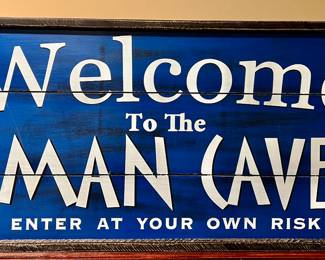 Welcome
To The
MAN CAVE
ENTER AT YOUR OWN RISK